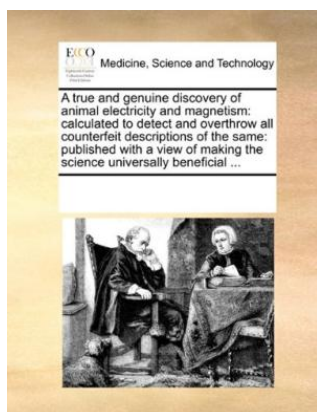 ECCO
Medicine, Science and Technology
A true and genuine discovery of
animal electricity and magnetism:
calculated to detect and overthrow all
counterfeit descriptions of the same:
published with a view of making the
science universally beneficial ...